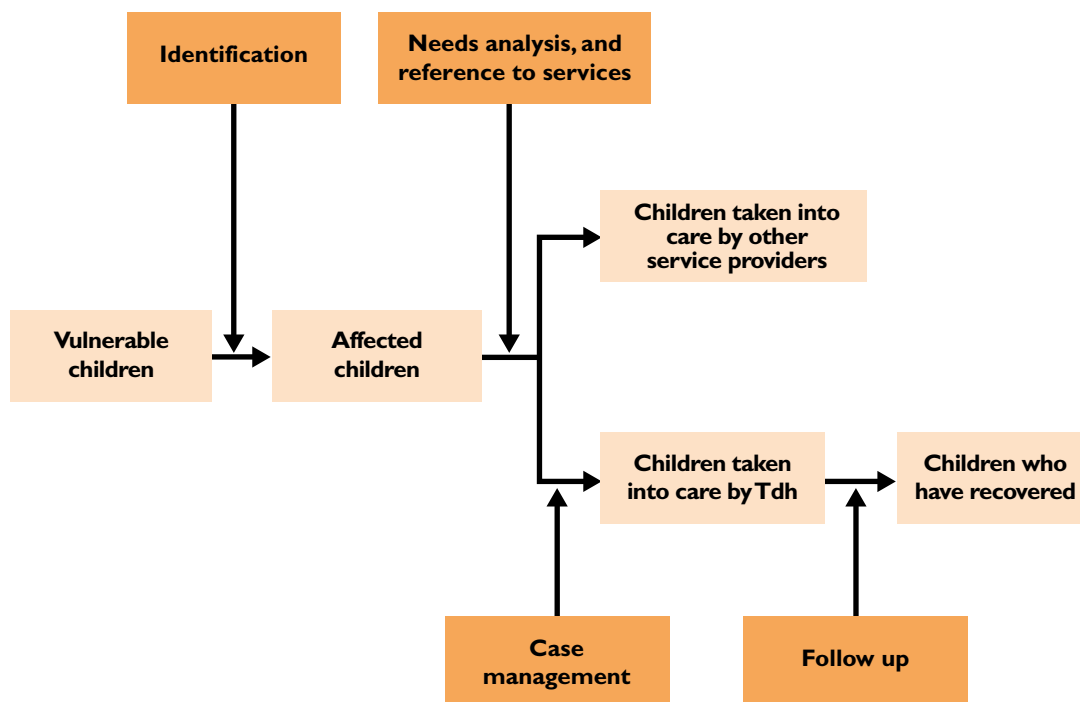 Identification
Needs analysis, and
reference to services
Children taken into
care by other
service providers
Vulnerable
children
Affected
children
Children taken
into care by Tdh
Children who
have recovered
Case
management
Follow up